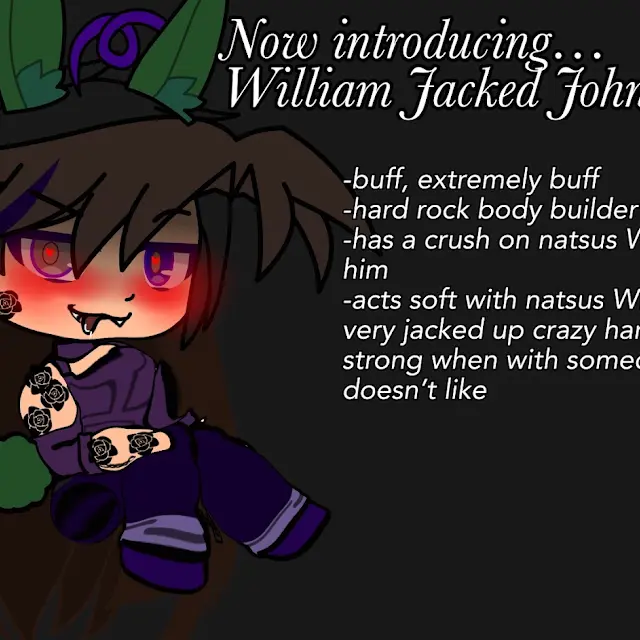 Now introducing...
William Jacked John
-buff, extremely buff
-hard rock body builder
-has a crush on natsus W
him
-acts soft with natsus W
very jacked up crazy har
strong when with someo
doesn't like